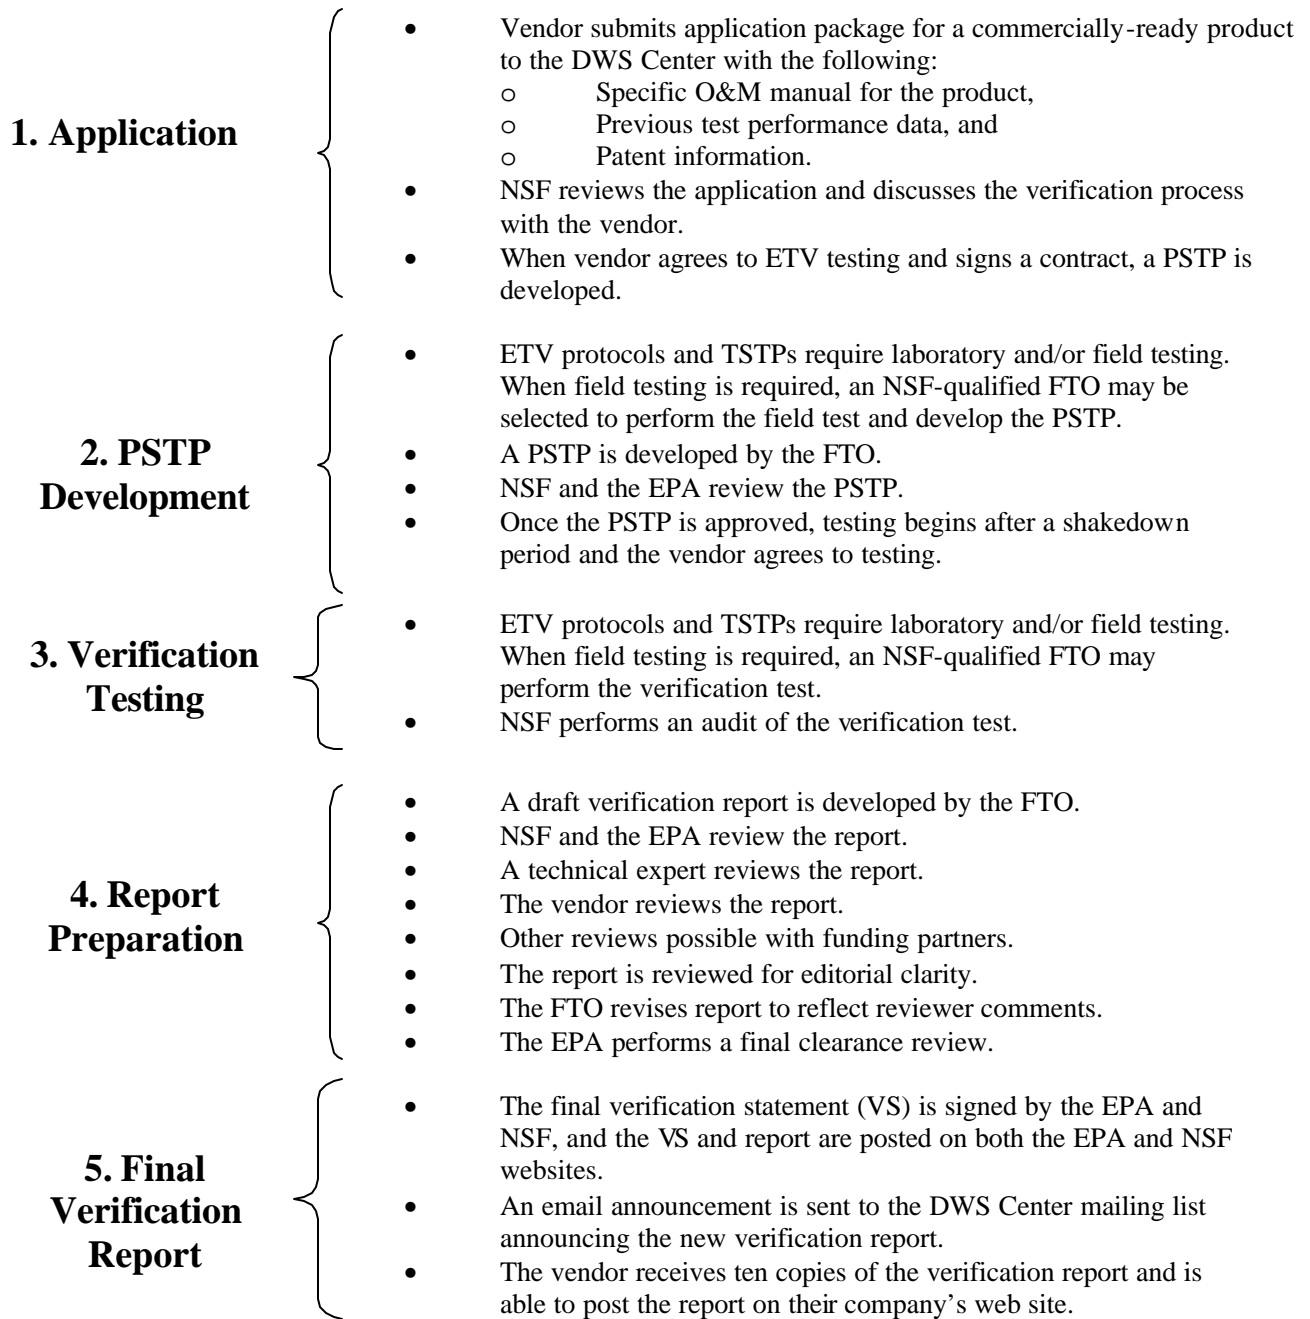 1. Application
• Vendor submits application package for a commercially-ready product
to the DWS Center with the following:
o Specific O&M manual for the product,
o Previous test performance data, and
o Patent information.
• NSF reviews the application and discusses the verification process
with the vendor.
• When vendor agrees to ETV testing and signs a contract, a PSTP is
developed.
2. PSTP
Development
• ETV protocols and TSTPs require laboratory and/or field testing.
When field testing is required, an NSF-qualified FTO may be
selected to perform the field test and develop the PSTP.
• A PSTP is developed by the FTO.
• NSF and the EPA review the PSTP.
• Once the PSTP is approved, testing begins after a shakedown
period and the vendor agrees to testing.
3. Verification
Testing
• ETV protocols and TSTPs require laboratory and/or field testing.
When field testing is required, an NSF-qualified FTO may
perform the verification test.
• NSF performs an audit of the verification test.
4. Report
Preparation
• A draft verification report is developed by the FTO.
• NSF and the EPA review the report.
• A technical expert reviews the report.
• The vendor reviews the report.
• Other reviews possible with funding partners.
• The report is reviewed for editorial clarity.
• The FTO revises report to reflect reviewer comments.
• The EPA performs a final clearance review.
5. Final
Verification
Report
• The final verification statement (VS) is signed by the EPA and
NSF, and the VS and report are posted on both the EPA and NSF
websites.
• An email announcement is sent to the DWS Center mailing list
announcing the new verification report.
• The vendor receives ten copies of the verification report and is
able to post the report on their company’s web site.